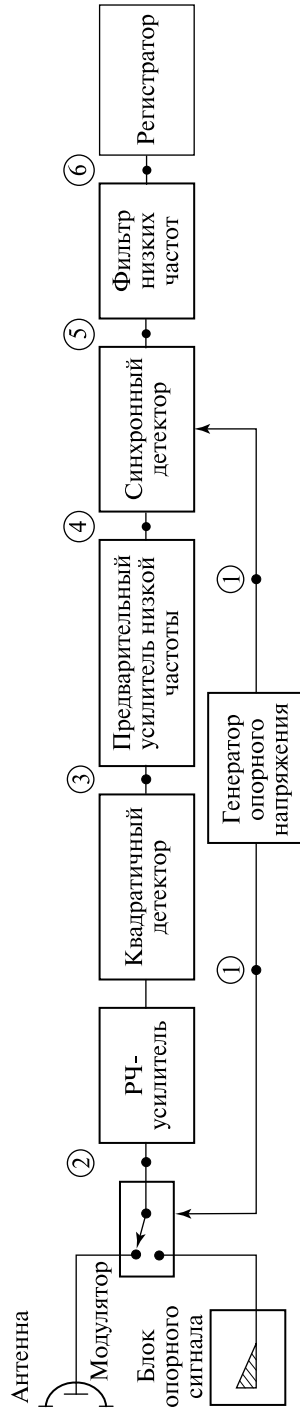 Антенна
Модулятор
Блок
опорного
сигнала
2
РЧ-
усилитель
Квадратичный
детектор
3
Предварительный
усилитель низкой
частоты
4
Синхронный
детектор
5
Фильтр
низких
частот
6
Регистратор
1
Генератор
опорного
напряжения
1